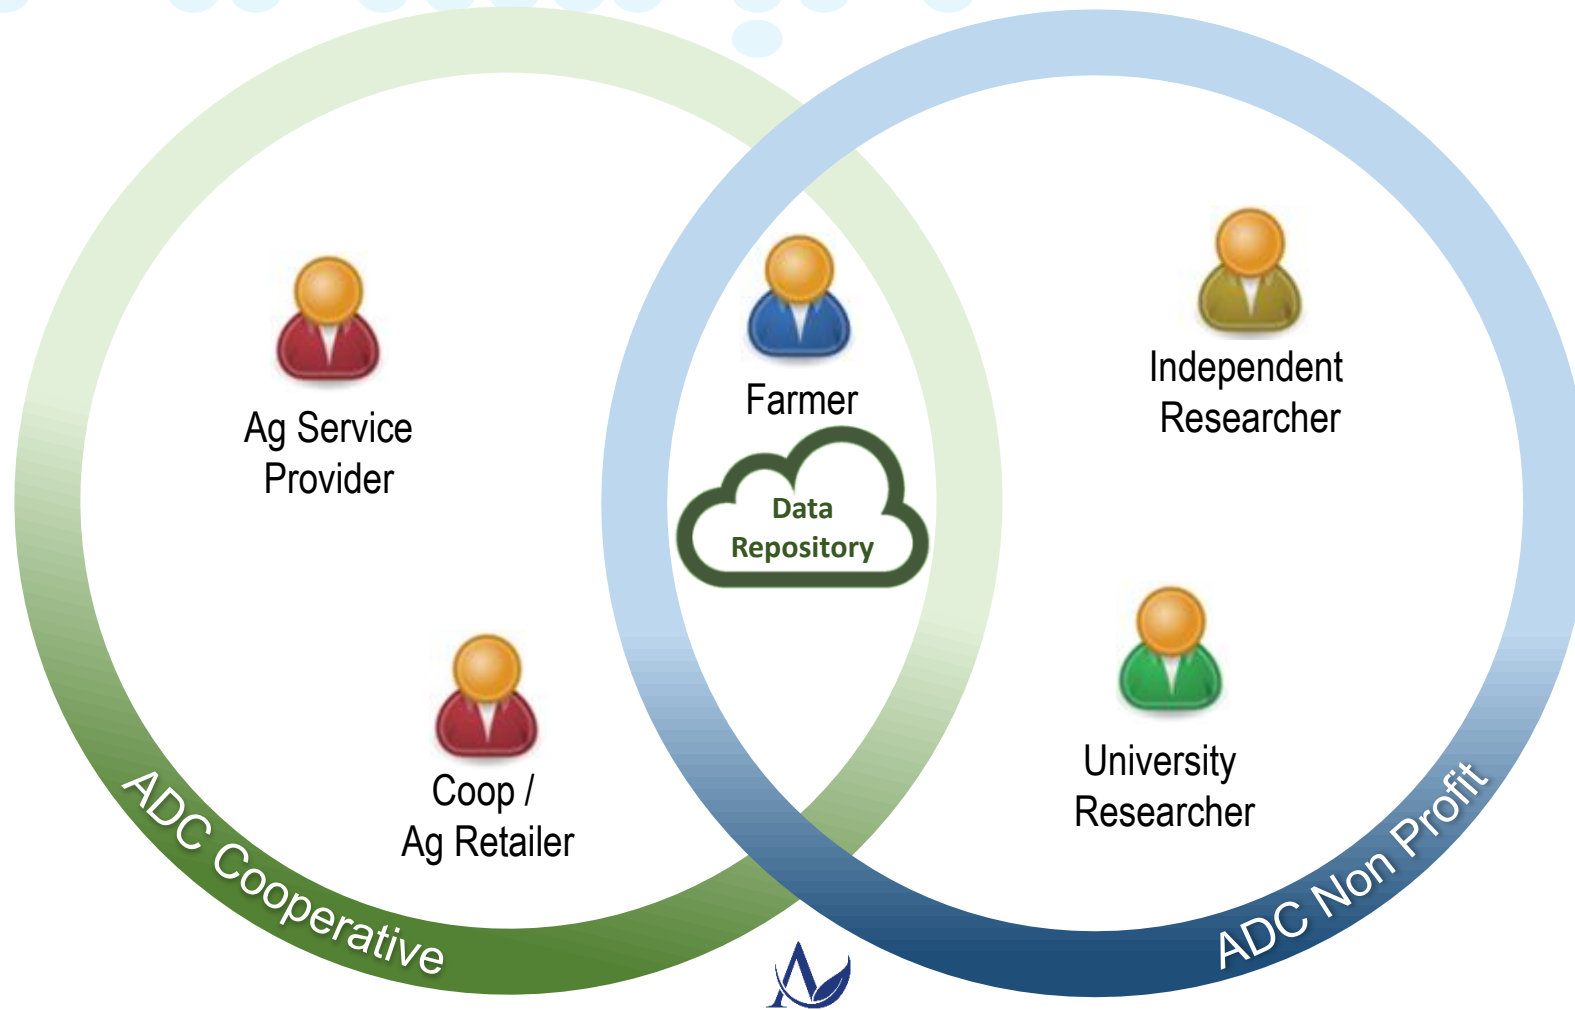 Ag Service
Provider
Coop /
Ag Retailer
Farmer
Data
Repository
Independent
Researcher
University
Researcher
ADC Cooperative
ADC Non Profit